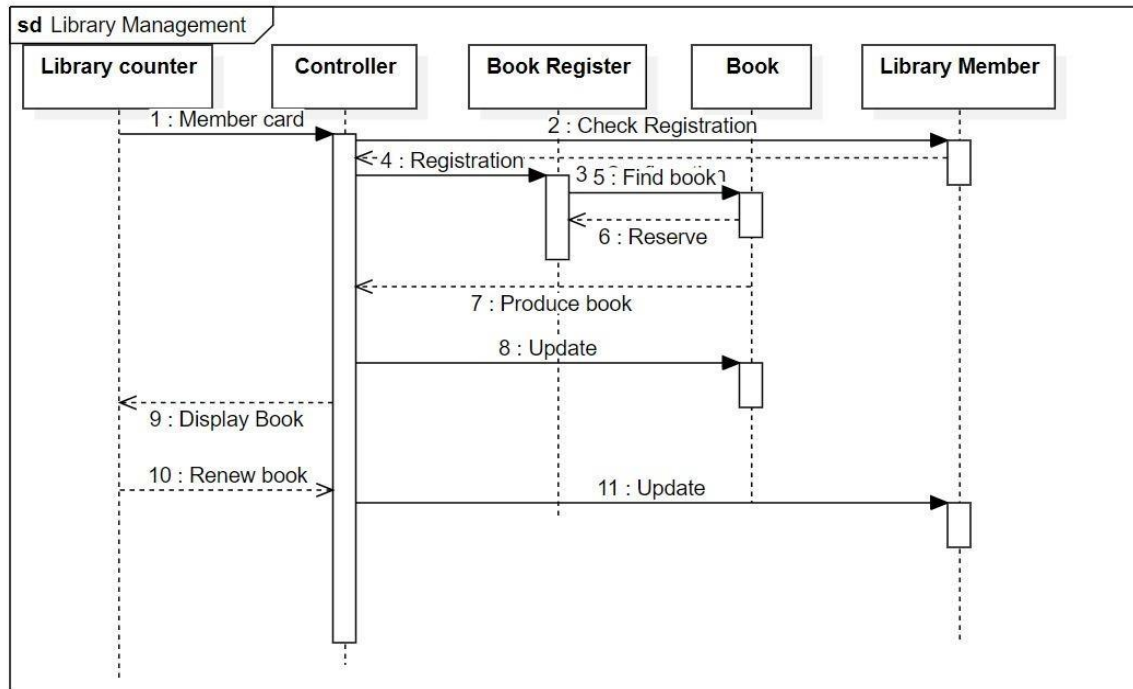 sd Library Management
Library counter
Controller
Book Register
Book
Library Member
1 : Member card
2 : Check Registration
3
4 : Registration
5 : Find book
6 : Reserve
7 : Produce book
8 : Update
9 : Display Book
10 : Renew book
11 : Update